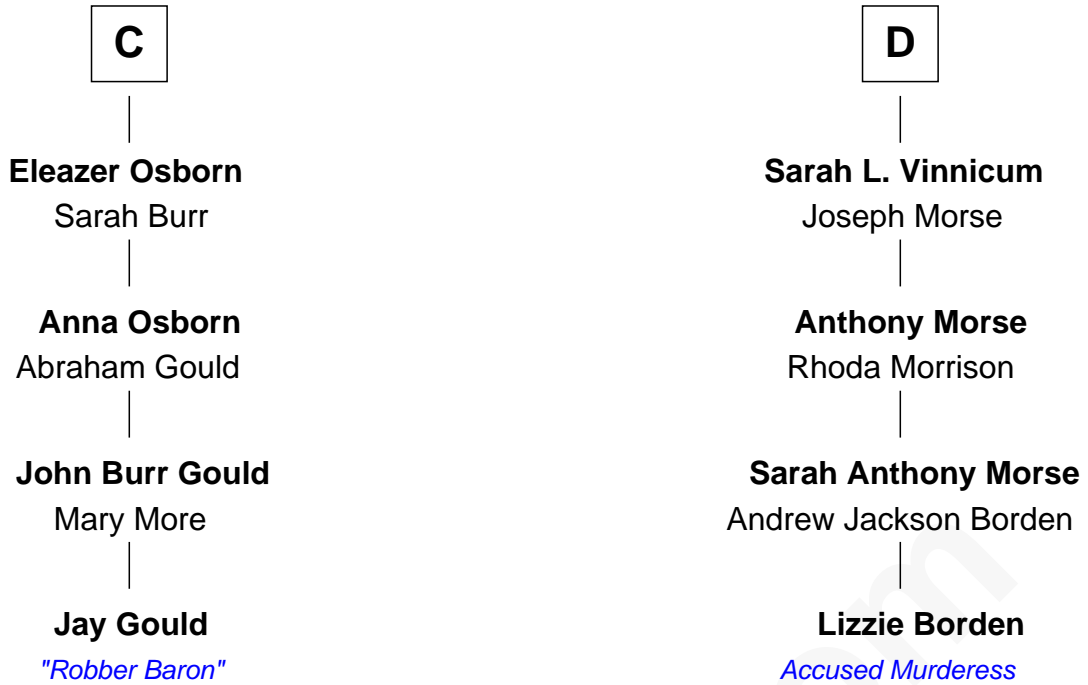 C
Eleazer Osborn
Sarah Burr
Anna Osborn
Abraham Gould
John Burr Gould
Mary More
Jay Gould
"Robber Baron"
D
Sarah L. Vinnicum
Joseph Morse
Anthony Morse
Rhoda Morrison
Sarah Anthony Morse
Andrew Jackson Borden
Lizzie Borden
Accused Murderess